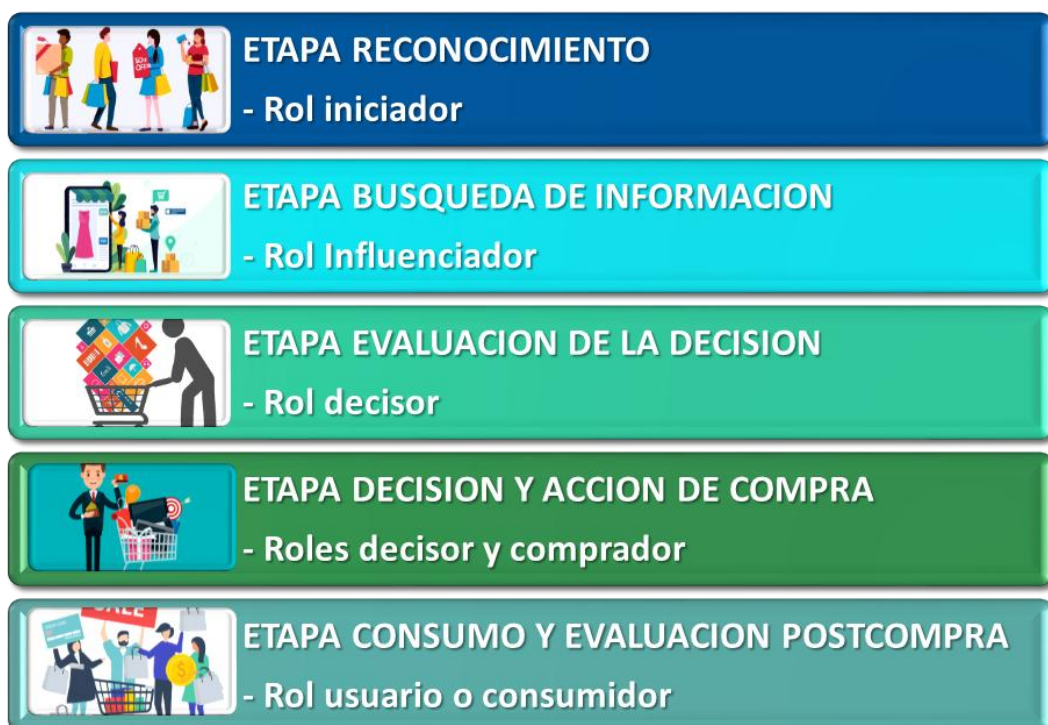 ETAPA RECONOCIMIENTO
- Rol iniciador
ETAPA BUSQUEDA DE INFORMACION
- Rol Influenciador
ETAPA EVALUACION DE LA DECISION
- Rol decisor
ETAPA DECISION Y ACCION DE COMPRA
- Roles decisor y comprador
ETAPA CONSUMO Y EVALUACION POSTCOMPRA
- Rol usuario o consumidor